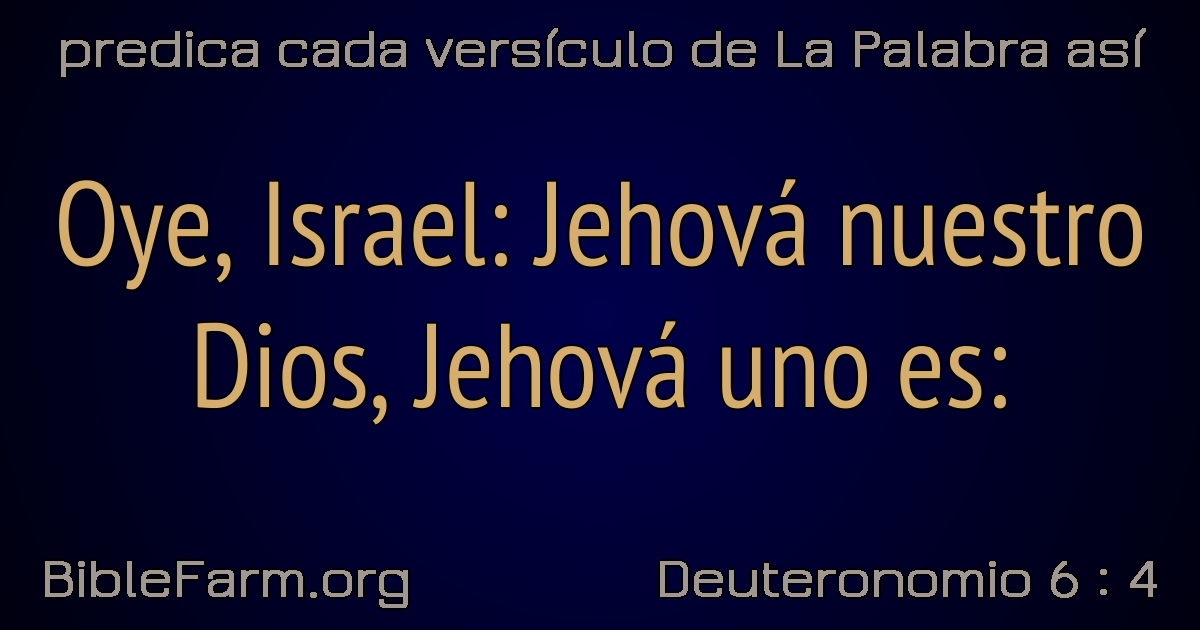 predica cada versículo de La Palabra así
Oye, Israel: Jehová nuestro
Dios, Jehová uno es:
BibleFarm.org
Deuteronomio 6 : 4